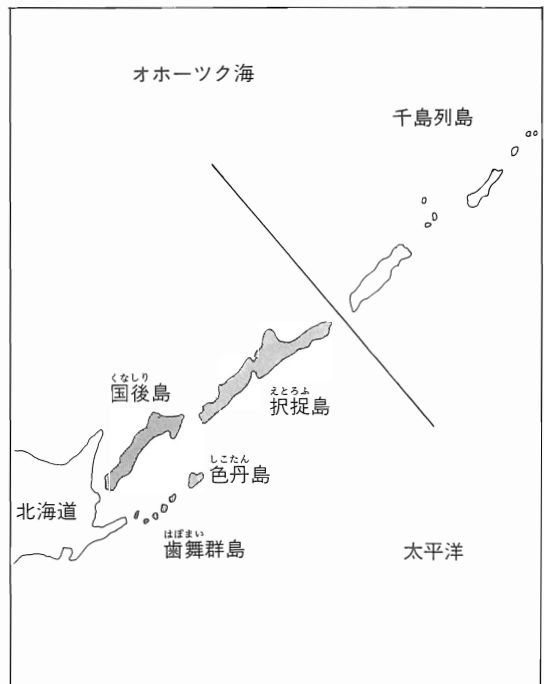 オホーツク海
千島列島
くなしり
国後島
えとろふ
択捉島
しこたん
色丹島
北海道
はぼまい
歯舞群島
太平洋